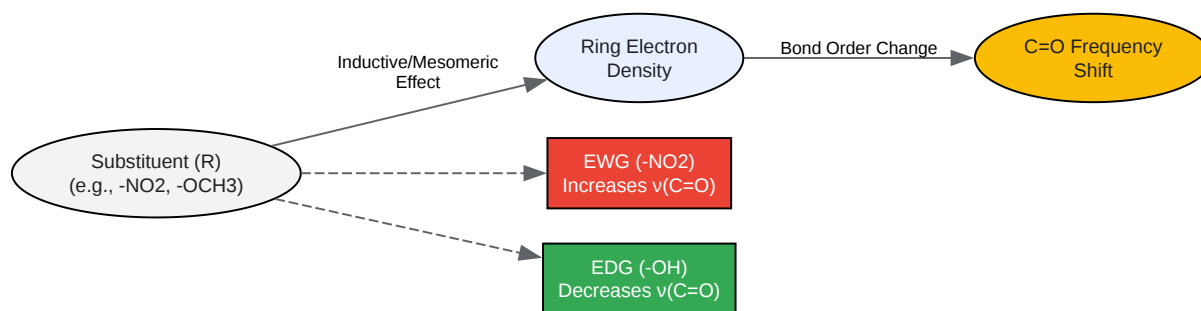 Ring Electron
Density
Bond Order Change
C=O Frequency
Shift
Inductive/Mesomeric
Effect
Substituent (R)
(e.g., -NO2, -OCH3)
EWG (-NO2)
Increases ν(C=O)
EDG (-OH)
Decreases ν(C=O)